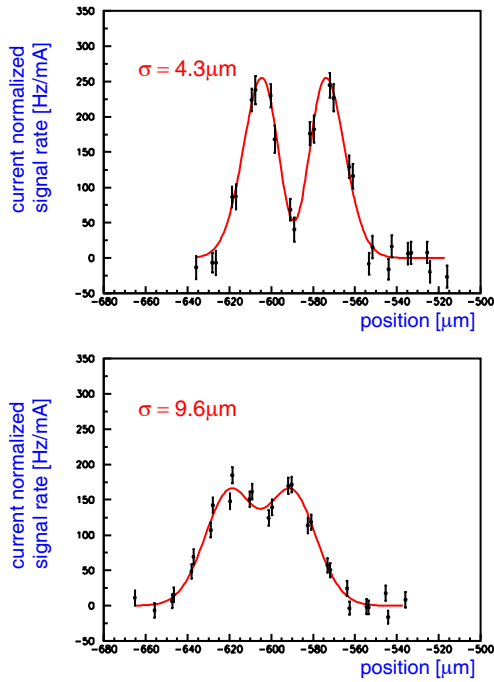 current normalized
signal rate [Hz/mA]
350
300
250
200
150
100
50
0
−50
σ = 4.3μm
−680 −660 −640 −620 −600 −580 −560 −540 −520 −500
position [μm]
current normalized
signal rate [Hz/mA]
350
300
250
200
150
100
50
0
−50
σ = 9.6μm
−680 −660 −640 −620 −600 −580 −560 −540 −520 −500
position [μm]